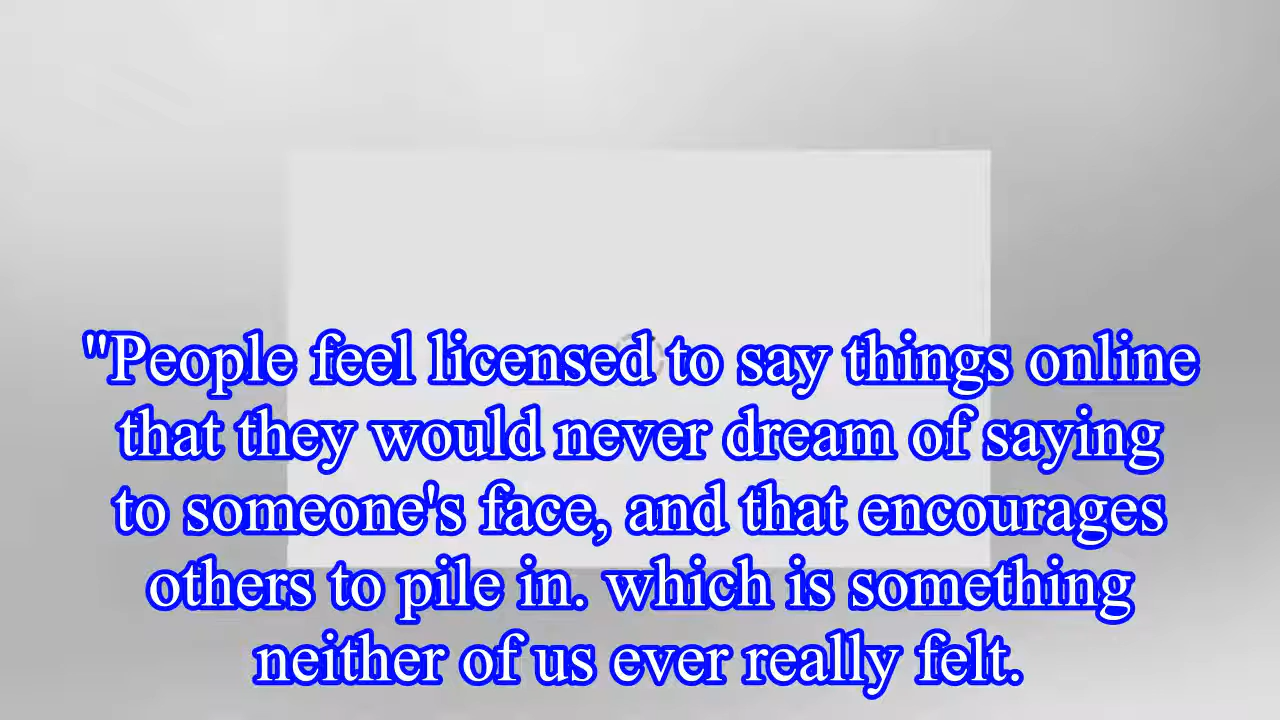 "People feel licensed to say things online
that they would never dream of saying
to someone's face, and that encourages
others to pile in. which is something
neither of us ever really felt.